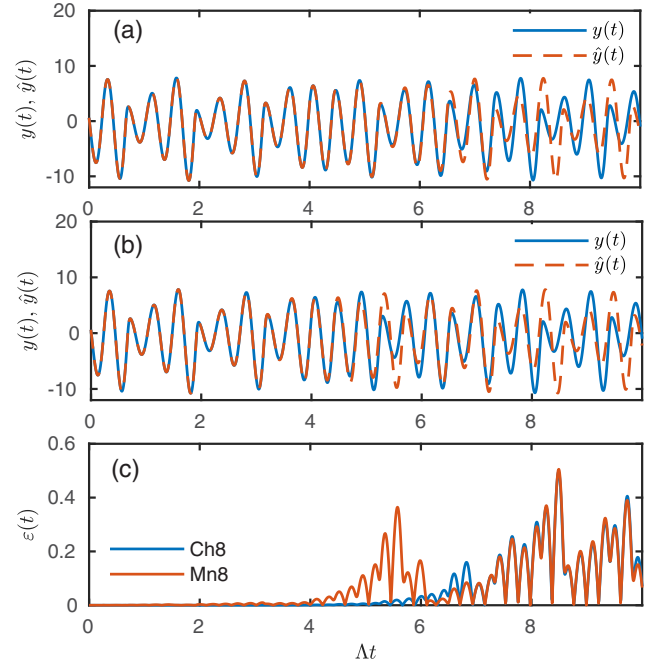 20
10
0
-10
y(t), ŷ(t)
(a)
y(t)
ŷ(t)
0 2 4 6 8
20
10
0
-10
y(t), ŷ(t)
(b)
y(t)
ŷ(t)
0 2 4 6 8
0.6
0.4
0.2
0
ε(t)
(c)
Ch8
Mn8
0 2 4 6 8
Λt